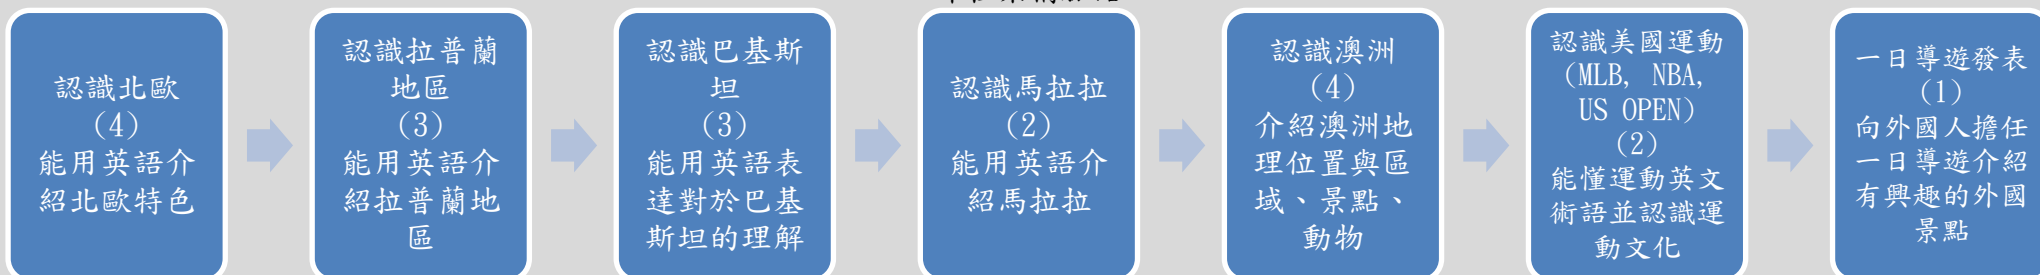 認識北歐
(4)
能用英語介
紹北歐特色
認識拉普蘭
地區
(3)
能用英語介
紹拉普蘭地
區
認識巴基斯
坦
(3)
能用英語表
達對於巴基
斯坦的理解
認識馬拉拉
(2)
能用英語介
紹馬拉拉
認識澳洲
(4)
介紹澳洲地
理位置與區
域、景點、
動物
認識美國運動
(MLB, NBA,
US OPEN)
(2)
能懂運動英文
術語並認識運
動文化
一日導遊發表
(1)
向外國人擔任
一日導遊介紹
有興趣的外國
景點